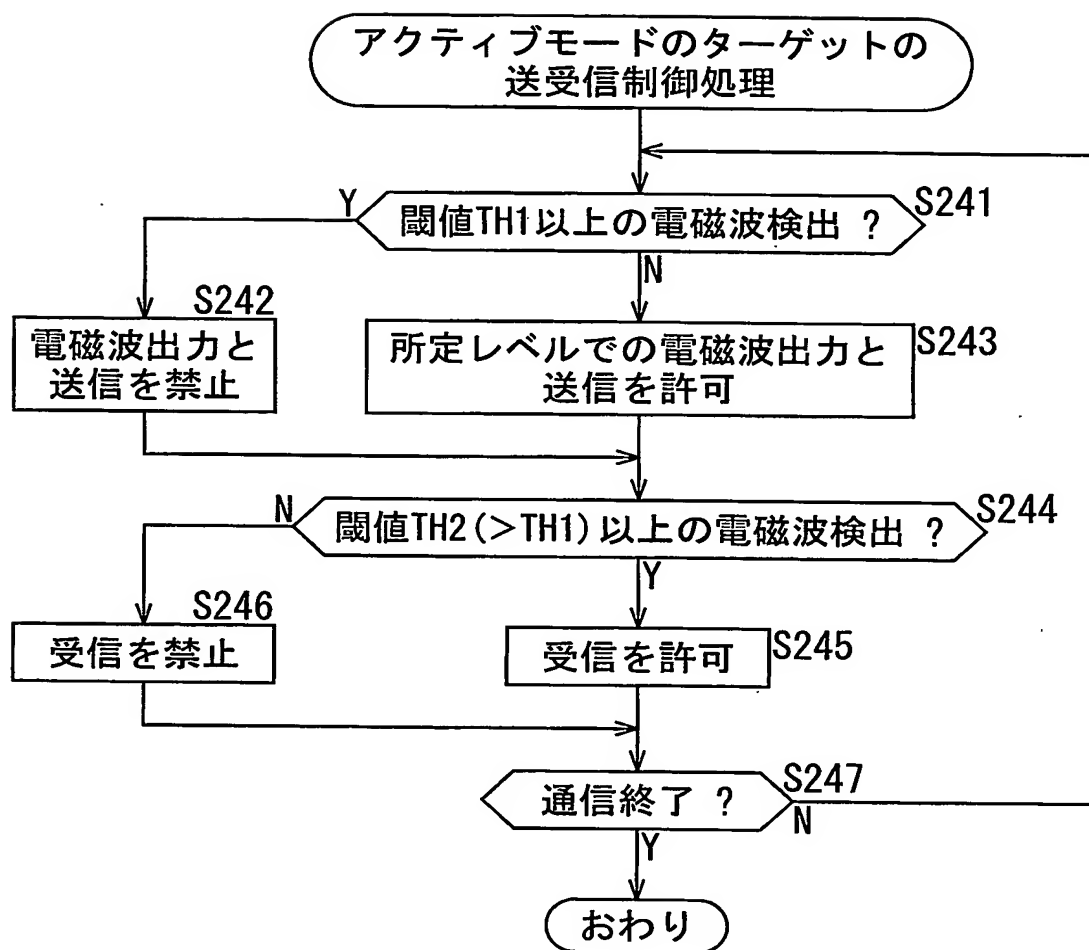 アクティブモードのターゲットの
送受信制御処理
Y
閾値TH1以上の電磁波検出 ?
S241
N
S242
電磁波出力と
送信を禁止
所定レベルでの電磁波出力と
送信を許可
S243
N
閾値TH2(>TH1)以上の電磁波検出 ?
S244
Y
S246
受信を禁止
受信を許可
S245
通信終了 ?
S247
N
Y
おわり